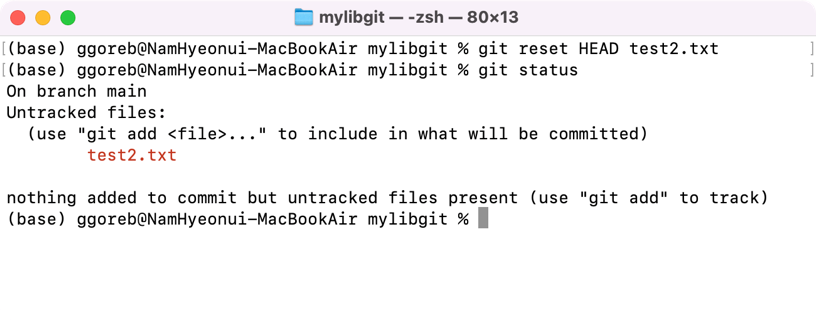 mylibgit — -zsh — 80×13
(base) ggoreb@NamHyeonui-MacBookAir mylibgit % git reset HEAD test2.txt
(base) ggoreb@NamHyeonui-MacBookAir mylibgit % git status
On branch main
Untracked files:
  (use "git add <file>..." to include in what will be committed)
        test2.txt

nothing added to commit but untracked files present (use "git add" to track)
(base) ggoreb@NamHyeonui-MacBookAir mylibgit %